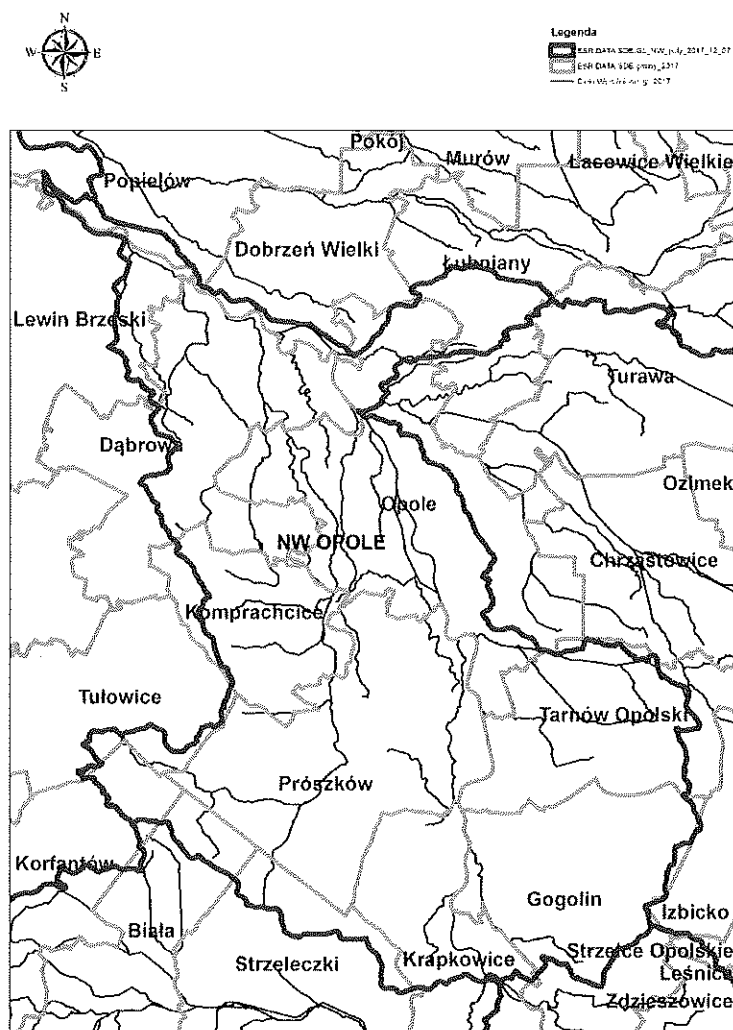 N
W E
S
Legenda
Pokój
Murów
Lasowice Wielkie
Popielów
Dobrzeń Wielki
Łubniany
Lewin Brzeski
Turawa
Dąbrowa
Ozimek
Opole
NW OPOLE
Chrząstowice
Komprachcice
Tułowice
Tarnów Opolski
Prószków
Korfantów
Gogolin
Izbicko
Biała
Strzeleczki
Krapkowice
Strzelce Opolskie
Leśnica
Zdzieszowice